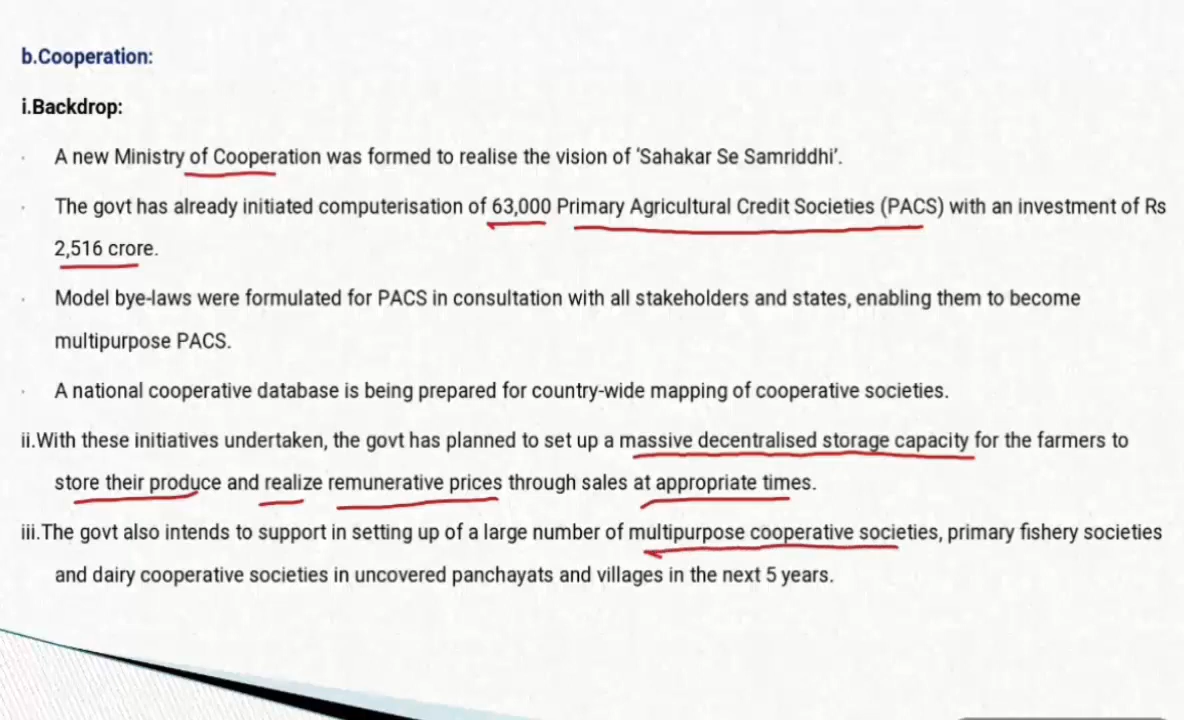 b.Cooperation:
i.Backdrop:
· A new Ministry of Cooperation was formed to realise the vision of ‘Sahakar Se Samriddhi’.
· The govt has already initiated computerisation of 63,000 Primary Agricultural Credit Societies (PACS) with an investment of Rs
2,516 crore.
· Model bye-laws were formulated for PACS in consultation with all stakeholders and states, enabling them to become
multipurpose PACS.
· A national cooperative database is being prepared for country-wide mapping of cooperative societies.
ii.With these initiatives undertaken, the govt has planned to set up a massive decentralised storage capacity for the farmers to
store their produce and realize remunerative prices through sales at appropriate times.
iii.The govt also intends to support in setting up of a large number of multipurpose cooperative societies, primary fishery societies
and dairy cooperative societies in uncovered panchayats and villages in the next 5 years.